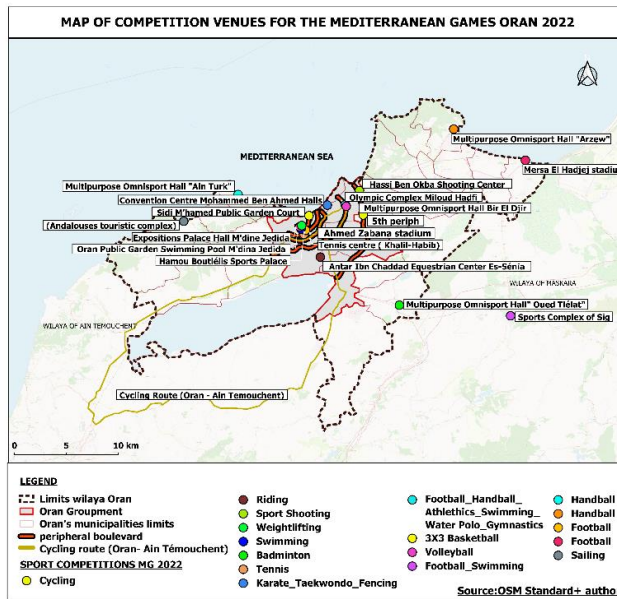 MAP OF COMPETITION VENUES FOR THE MEDITERRANEAN GAMES ORAN 2022
Multipurpose Omnisport Hall "Arzew"
MEDITERRANEAN SEA
Mersa El Hadjej stadiu
Multipurpose Omnisport Hall "Ain Turk"
Hassi Ben Okba Shooting Center
Convention Centre Mohammed Ben Ahmed Halls
Olympic Complex Miloud Hadfi
Sidi M'hamed Public Garden Court
Multipurpose Omnisport Hall Bir El Djir
(Andalouses touristic complex)
5th periph
Ahmed Zabana stadium
Expositions Palace Hall M'dina Jedida
Tennis centre ( Khalil-Habib)
Oran Public Garden Swimming Pool M'dina Jedida
Hamou Boutlélis Sports Palace
Antar Ibn Chaddad Equestrian Center Es-Sénia
WILAYA OF MASKARA
Multipurpose Omnisport Hall" Oued Tlélat"
Sports Complex of Sig
WILAYA OF AIN TEMOUCHENT
Cycling Route (Oran - Ain Temouchent)
0 5 10 km
LEGEND
Limits wilaya Oran
Oran Groupment
Oran's municipalities limits
peripheral boulevard
Cycling route (Oran- Ain Témouchent)
SPORT COMPETITIONS MG 2022
Cycling
Riding
Sport Shooting
Weightlifting
Swimming
Badminton
Tennis
Karate_Taekwondo_Fencing
Football_Handball_
Athlethics_Swimming_
Water Polo_Gymnastics
3X3 Basketball
Volleyball
Football_Swimming
Handball
Handball
Football
Football
Sailing
Source:OSM Standard+ autho